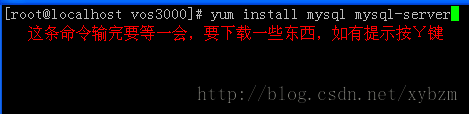 [root@localhost vos3000]# yum install mysql mysql-server
这条命令输完要等一会，要下载一些东西，如有提示按Y键
http://blog.csdn.net/xybzm